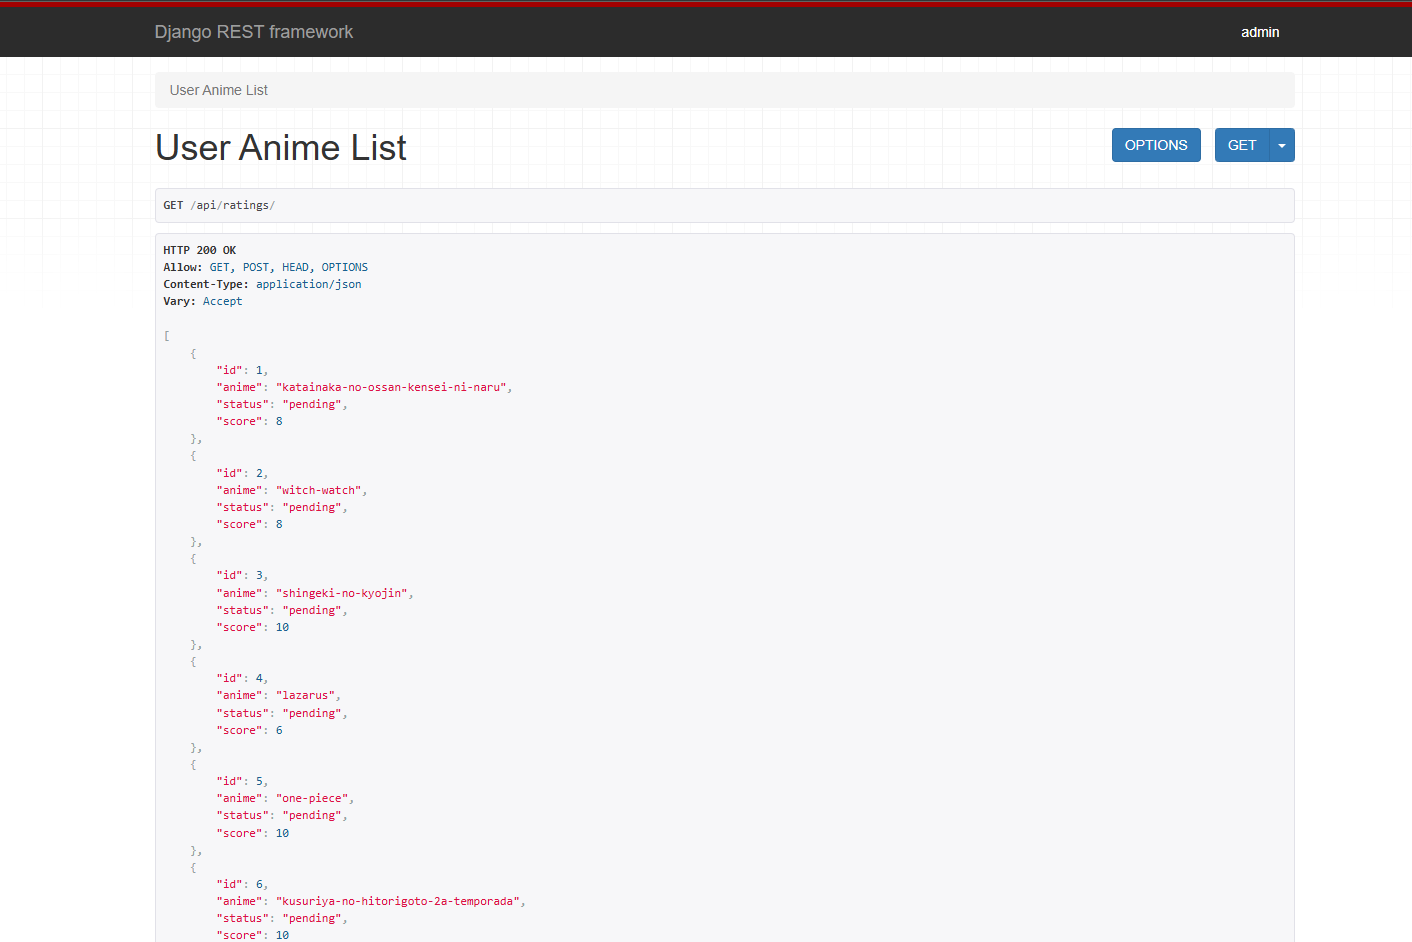 Django REST framework
admin
User Anime List
User Anime List
OPTIONS
GET
GET /api/ratings/
HTTP 200 OK
Allow: GET, POST, HEAD, OPTIONS
Content-Type: application/json
Vary: Accept
[
{
"id": 1,
"anime": "katainaka-no-ossan-kensei-ni-naru",
"status": "pending",
"score": 8
},
{
"id": 2,
"anime": "witch-watch",
"status": "pending",
"score": 8
},
{
"id": 3,
"anime": "shingeki-no-kyojin",
"status": "pending",
"score": 10
},
{
"id": 4,
"anime": "lazarus",
"status": "pending",
"score": 6
},
{
"id": 5,
"anime": "one-piece",
"status": "pending",
"score": 10
},
{
"id": 6,
"anime": "kusuriya-no-hitorigoto-2a-temporada",
"status": "pending",
"score": 10